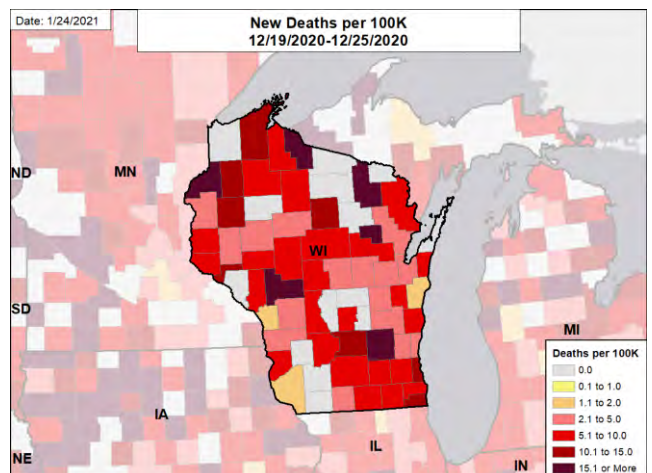 Date: 1/24/2021
New Deaths per 100K
12/19/2020-12/25/2020
ND
MN
WI
SD
MI
IA
NE
IL
IN
Deaths per 100K
0.0
0.1 to 1.0
1.1 to 2.0
2.1 to 5.0
5.1 to 10.0
10.1 to 15.0
15.1 or More